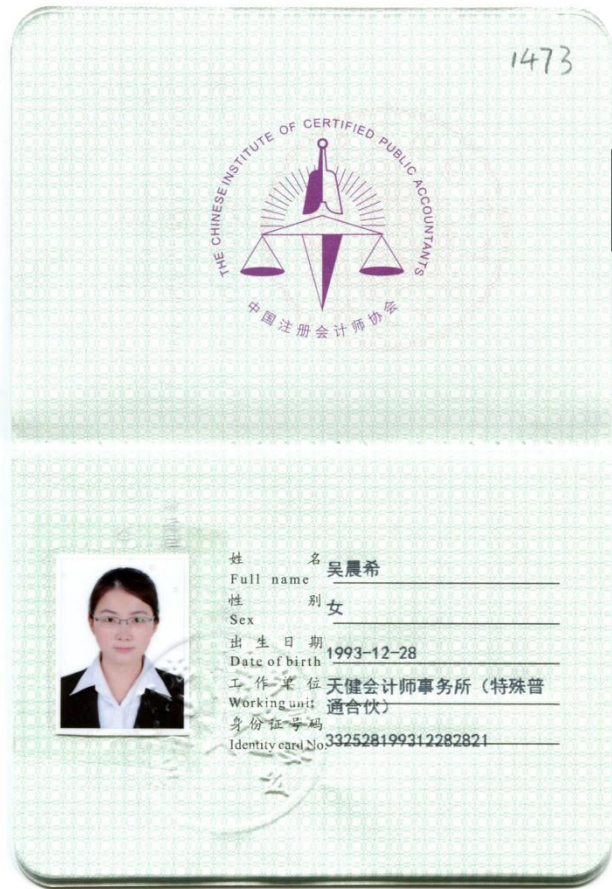 1473
THE CHINESE INSTITUTE OF CERTIFIED PUBLIC ACCOUNTANTS
中国注册会计师协会
姓 名 吴晨希
Full name
性 别 女
Sex
出生日期 1993-12-28
Date of birth
工作单位 天健会计师事务所（特殊普
Working unit 通合伙）
身份证号码
Identity card No. 332528199312282821